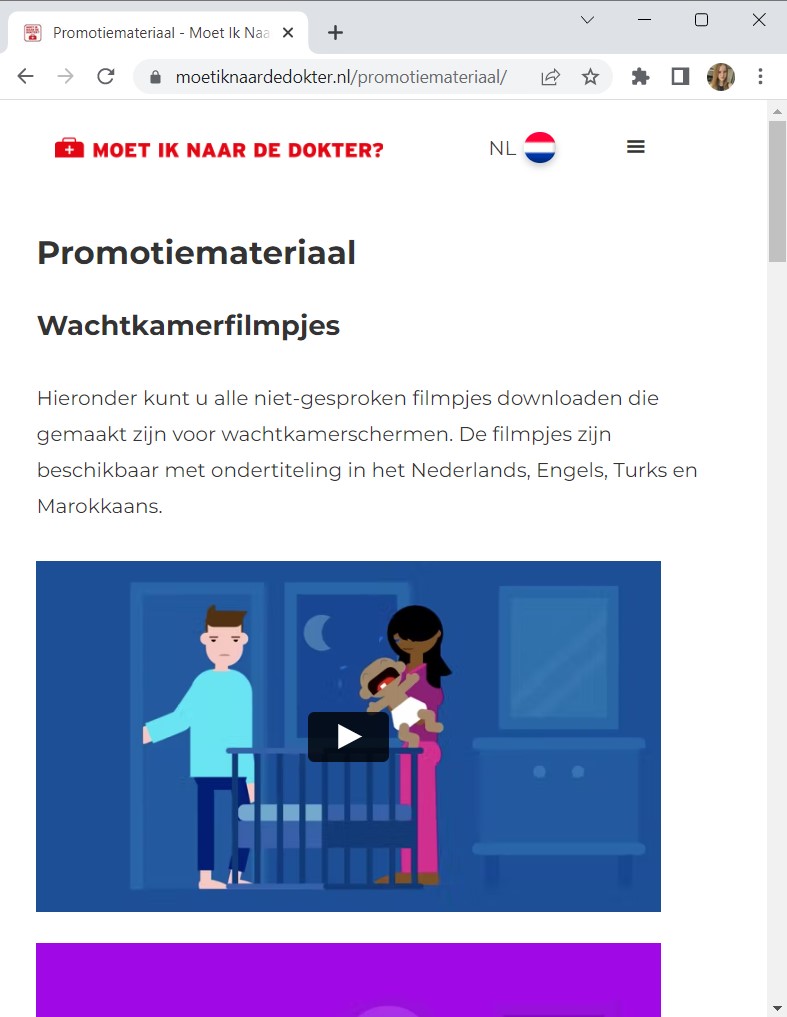 Promotiemateriaal - Moet Ik Naa
moetiknaardedokter.nl/promotiemateriaal/
MOET IK NAAR DE DOKTER?
NL
Promotiemateriaal
Wachtkamerfilmpjes
Hieronder kunt u alle niet-gesproken filmpjes downloaden die
gemaakt zijn voor wachtkamerschermen. De filmpjes zijn
beschikbaar met ondertiteling in het Nederlands, Engels, Turks en
Marokkaans.